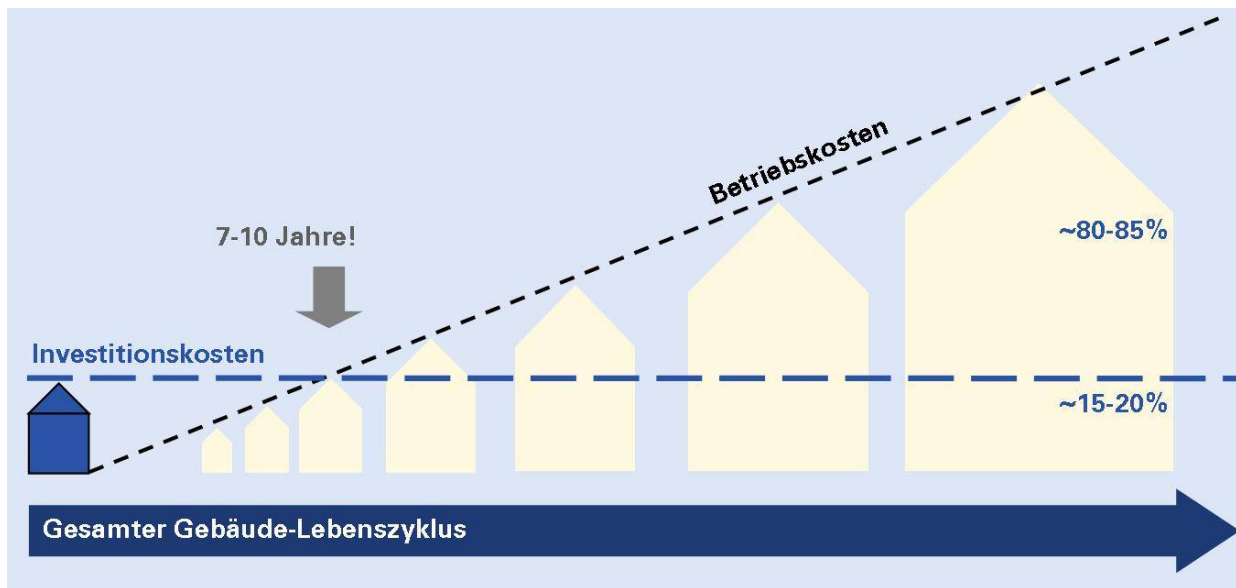 Betriebskosten
7-10 Jahre!
~80-85%
Investitionskosten
~15-20%
Gesamter Gebäude-Lebenszyklus